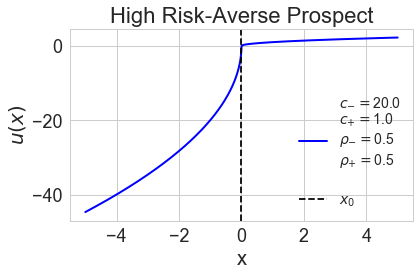 High Risk-Averse Prospect
u(x)
0
−20
−40
c₋ = 20.0
c₊ = 1.0
ρ₋ = 0.5
ρ₊ = 0.5
x₀
−4 −2 0 2 4
x